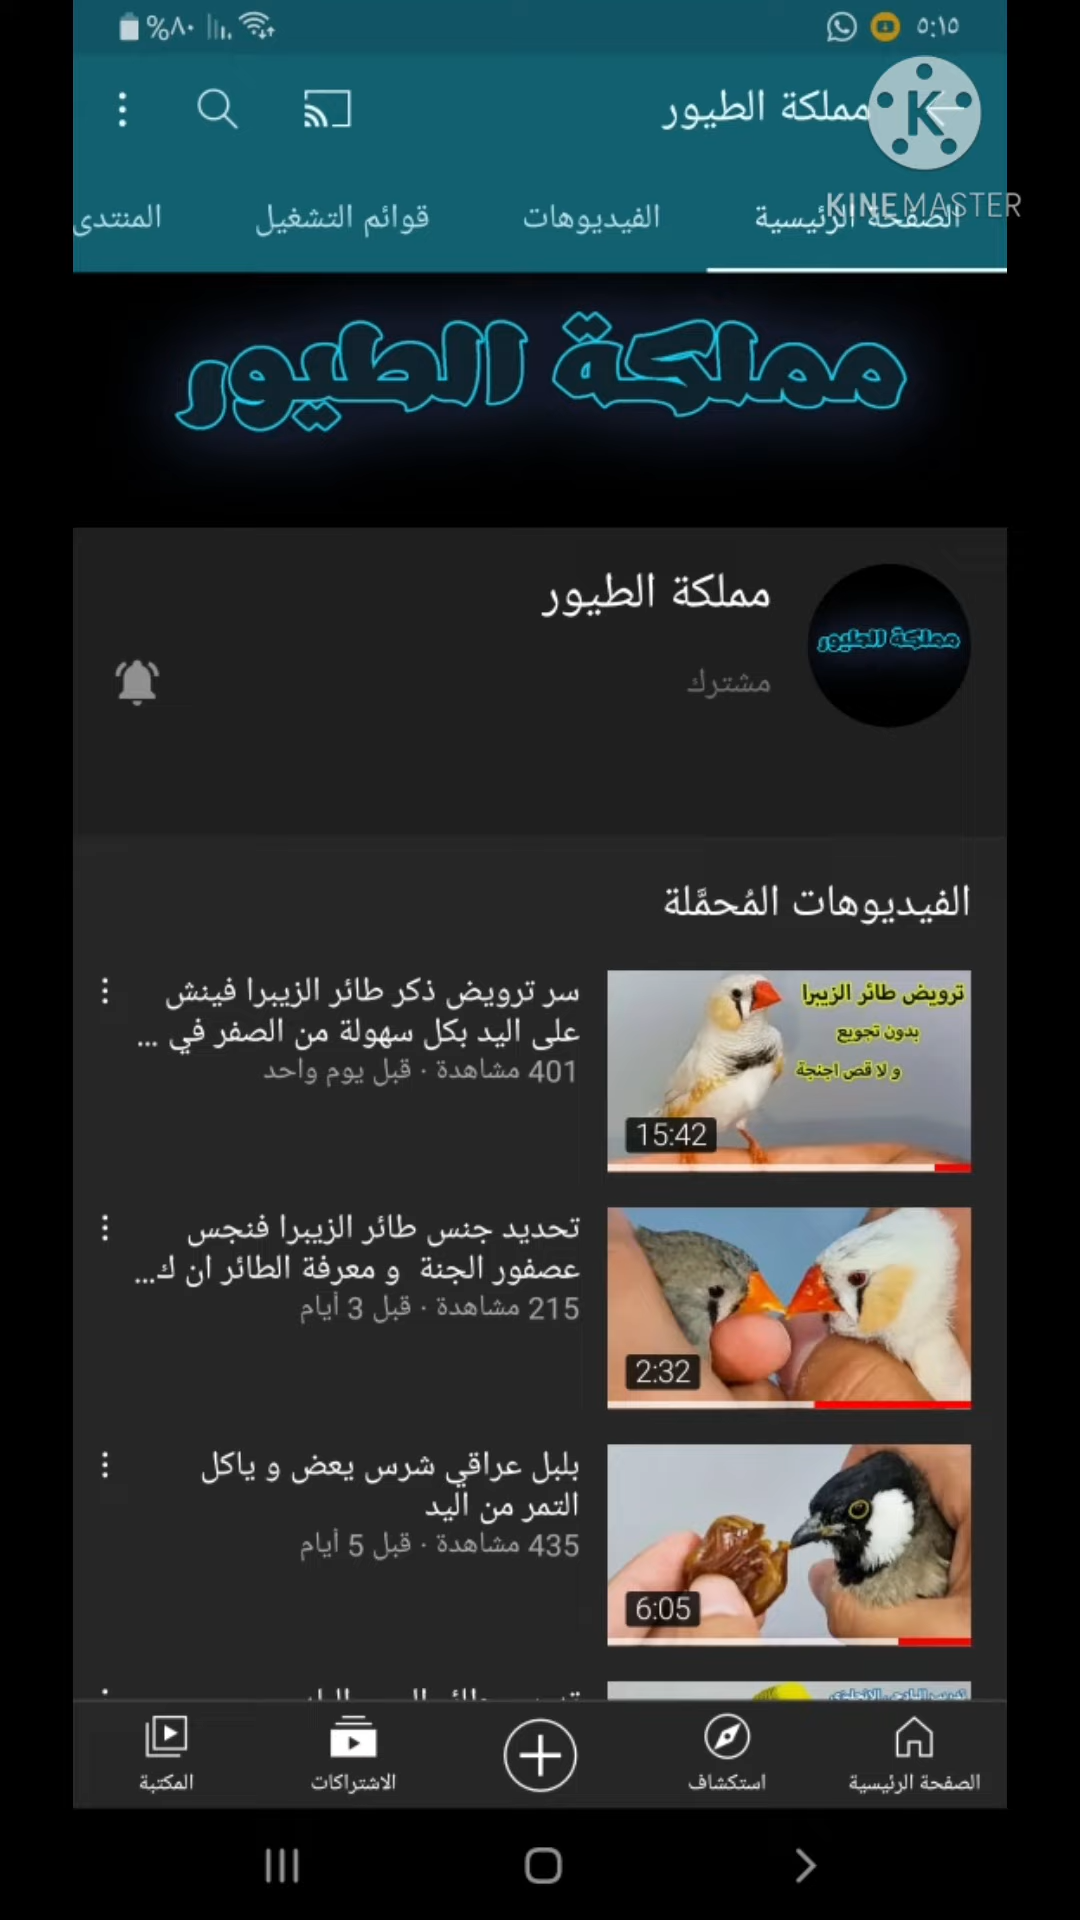 ٥:١٥
%٨٠
مملكة الطيور
K
KINEMASTER
الصفحة الرئيسية
الفيديوهات
قوائم التشغيل
المنتدى
مملكة الطيور
مملكة الطيور
مملكة الطيور
مشترك
الفيديوهات المُحمَّلة
ترويض طائر الزيبرا
بدون تجويع
و لا قص اجنجة
15:42
سر ترويض ذكر طائر الزيبرا فينش
على اليد بكل سهولة من الصفر في ...
401 مشاهدة · قبل يوم واحد
2:32
تحديد جنس طائر الزيبرا فنجس
عصفور الجنة و معرفة الطائر ان ك...
215 مشاهدة · قبل 3 أيام
6:05
بلبل عراقي شرس يعض و ياكل
التمر من اليد
435 مشاهدة · قبل 5 أيام
الصفحة الرئيسية
استكشاف
الاشتراكات
المكتبة